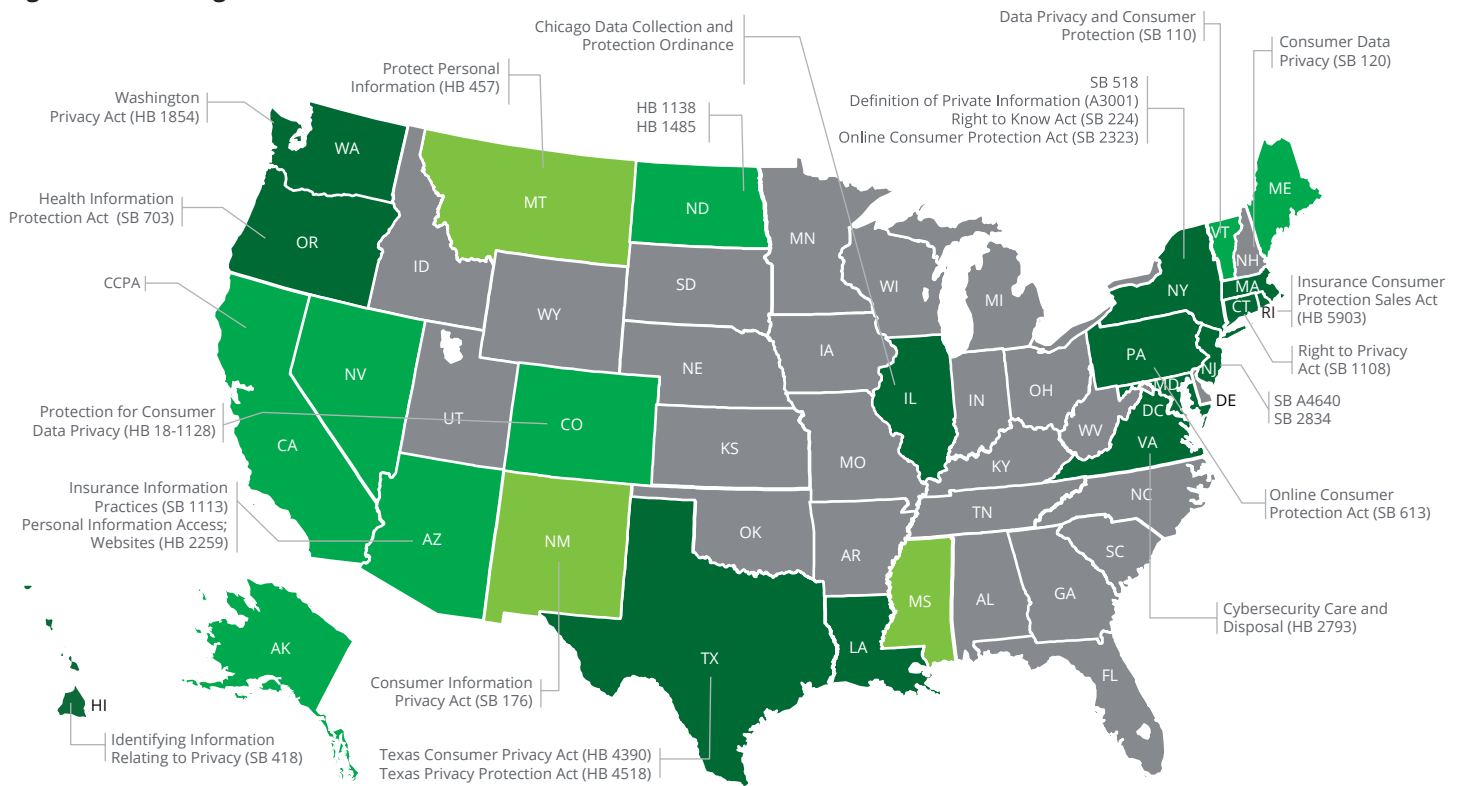 Chicago Data Collection and
Protection Ordinance
Data Privacy and Consumer
Protection (SB 110)
Consumer Data
Privacy (SB 120)
Protect Personal
Information (HB 457)
Washington
Privacy Act (HB 1854)
HB 1138
HB 1485
SB 518
Definition of Private Information (A3001)
Right to Know Act (SB 224)
Online Consumer Protection Act (SB 2323)
Health Information
Protection Act (SB 703)
CCPA
Protection for Consumer
Data Privacy (HB 18-1128)
Insurance Information
Practices (SB 1113)
Personal Information Access;
Websites (HB 2259)
Insurance Consumer
Protection Sales Act
(HB 5903)
Right to Privacy
Act (SB 1108)
SB A4640
SB 2834
Online Consumer
Protection Act (SB 613)
Cybersecurity Care and
Disposal (HB 2793)
Consumer Information
Privacy Act (SB 176)
Texas Consumer Privacy Act (HB 4390)
Texas Privacy Protection Act (HB 4518)
Identifying Information
Relating to Privacy (SB 418)
WA
OR
CA
NV
ID
MT
WY
UT
AZ
CO
NM
ND
SD
NE
KS
OK
TX
MN
IA
MO
AR
LA
WI
IL
MI
IN
OH
KY
TN
MS
AL
GA
FL
SC
NC
VA
WV
DC
MD
DE
PA
NJ
NY
CT
RI
MA
VT
NH
ME
AK
HI